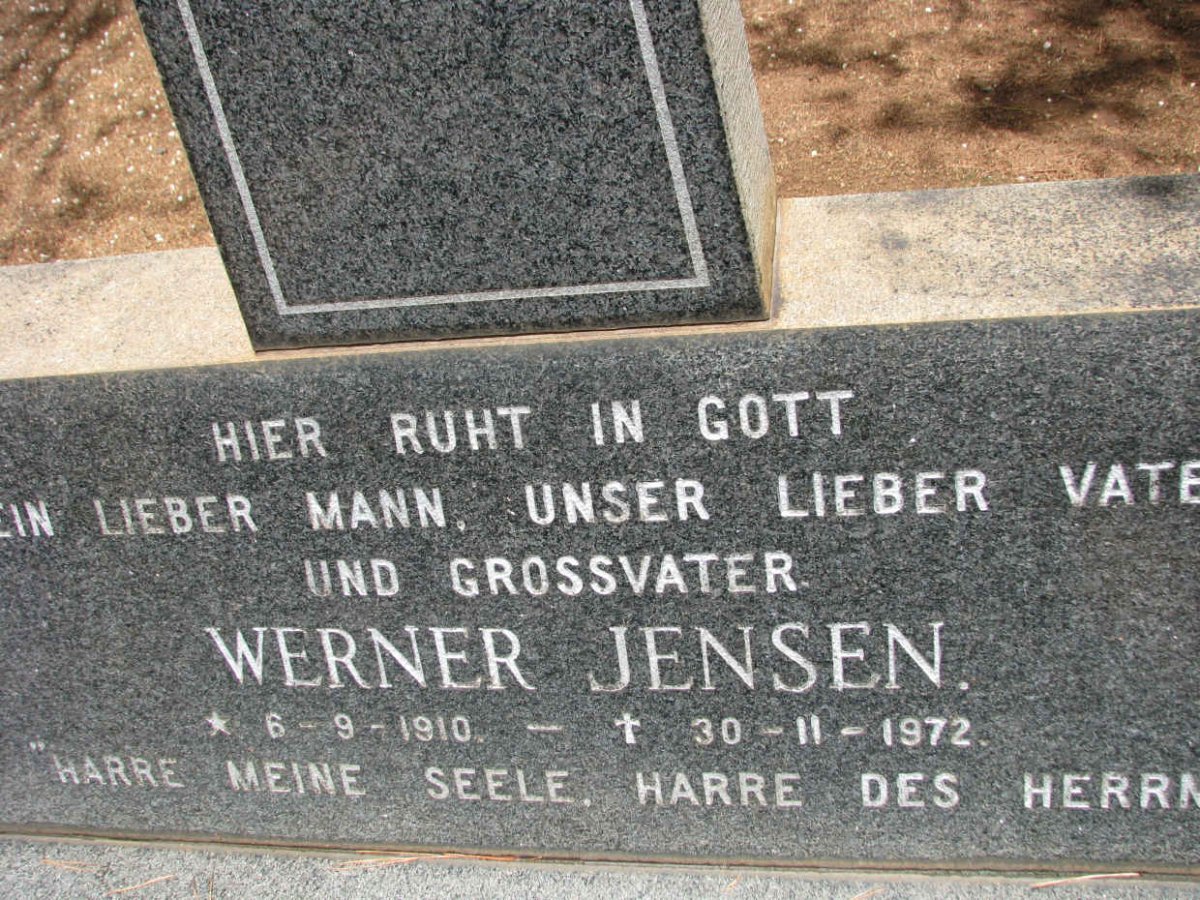 HIER RUHT IN GOTT
EIN LIEBER MANN, UNSER LIEBER VATE
UND GROSSVATER
WERNER JENSEN.
★ 6-9-1910. — ✝ 30-11-1972.
"HARRE MEINE SEELE, HARRE DES HERRN